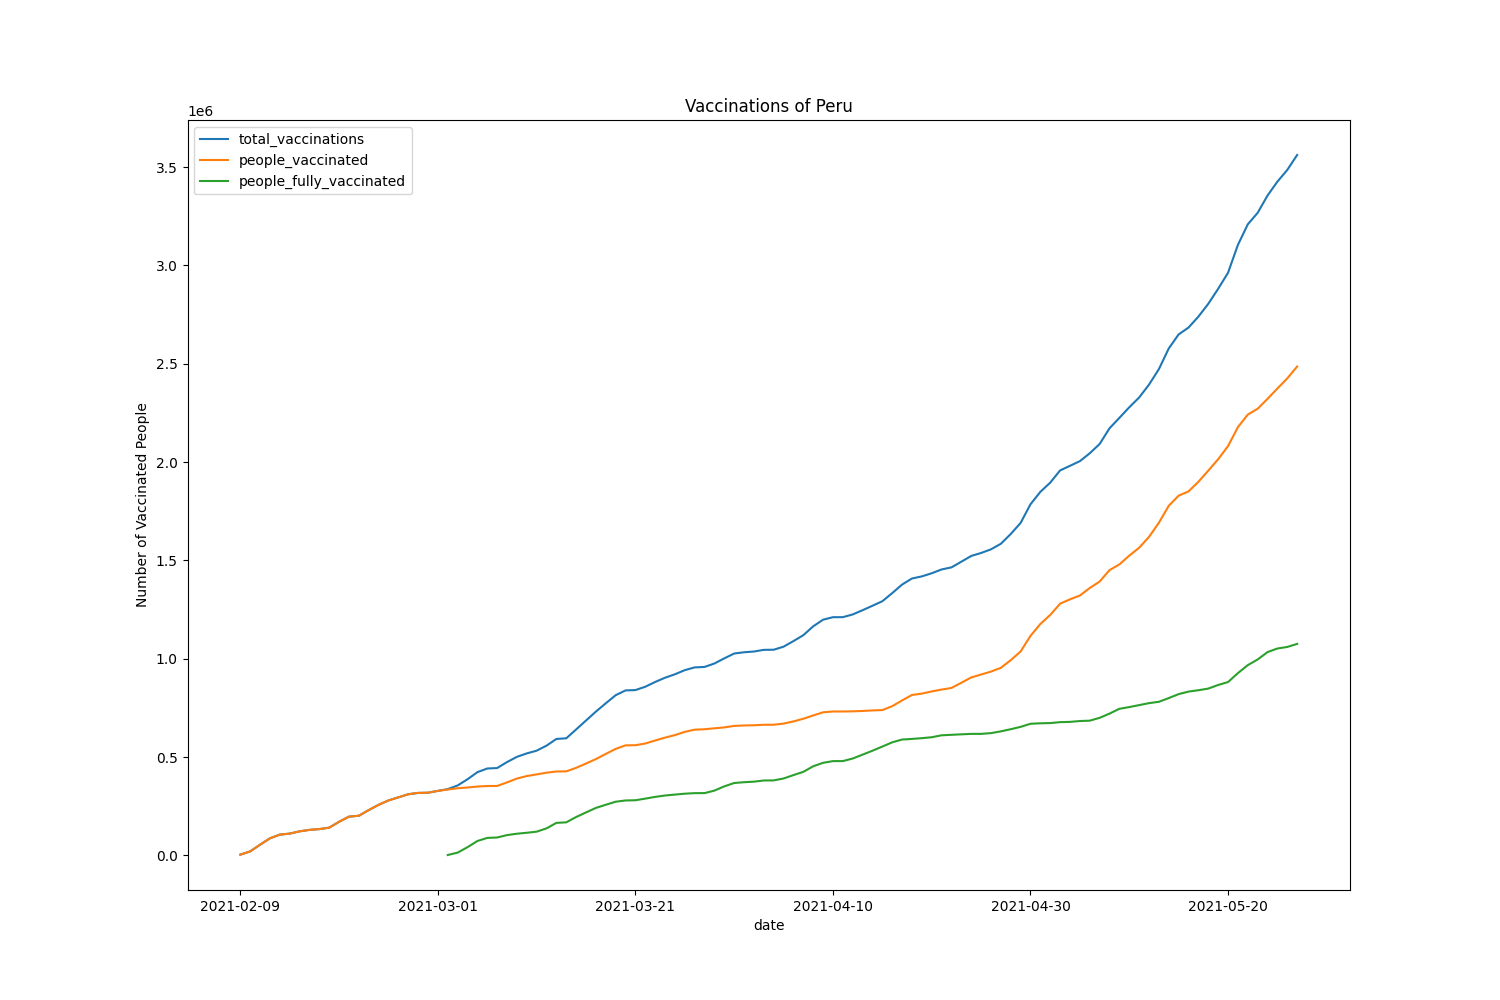 Vaccinations of Peru
1e6
total_vaccinations
people_vaccinated
people_fully_vaccinated
3.5
3.0
2.5
2.0
1.5
1.0
0.5
0.0
Number of Vaccinated People
2021-02-09 2021-03-01 2021-03-21 2021-04-10 2021-04-30 2021-05-20
date